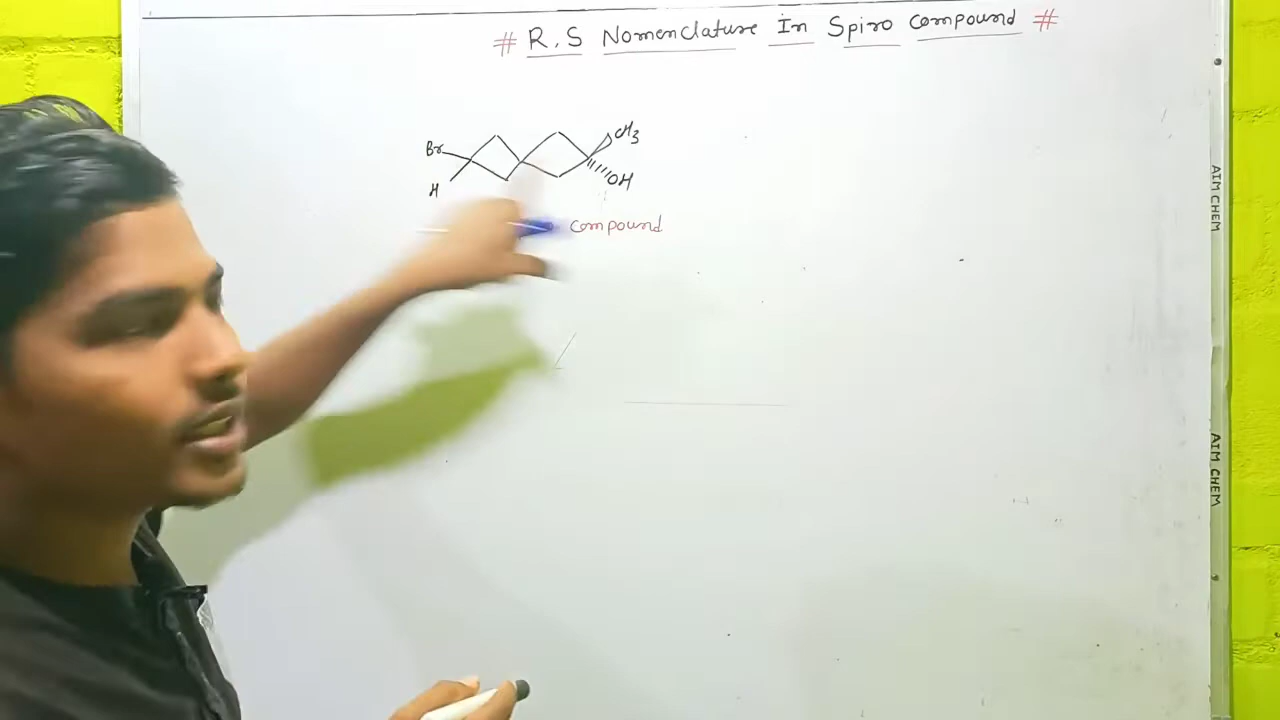 # R.S Nomenclature In Spiro Compound #
Br
CH3
H
OH
compound
AIM CHEM
AIM CHEM